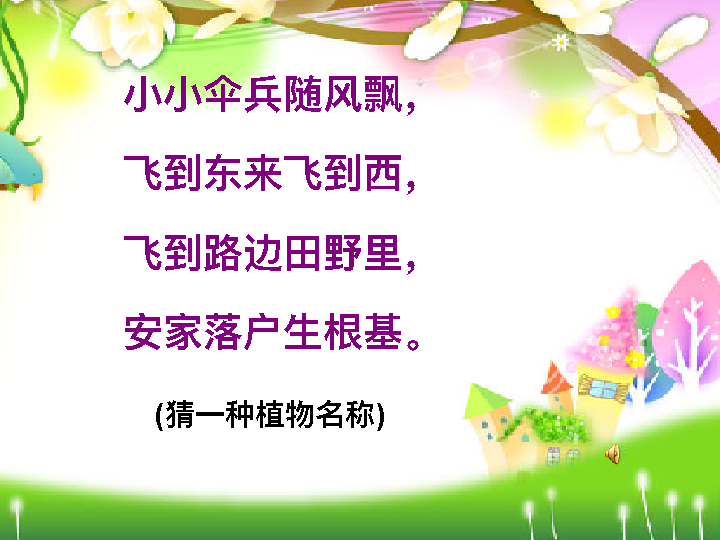 小小伞兵随风飘，
飞到东来飞到西，
飞到路边田野里，
安家落户生根基。
(猜一种植物名称)